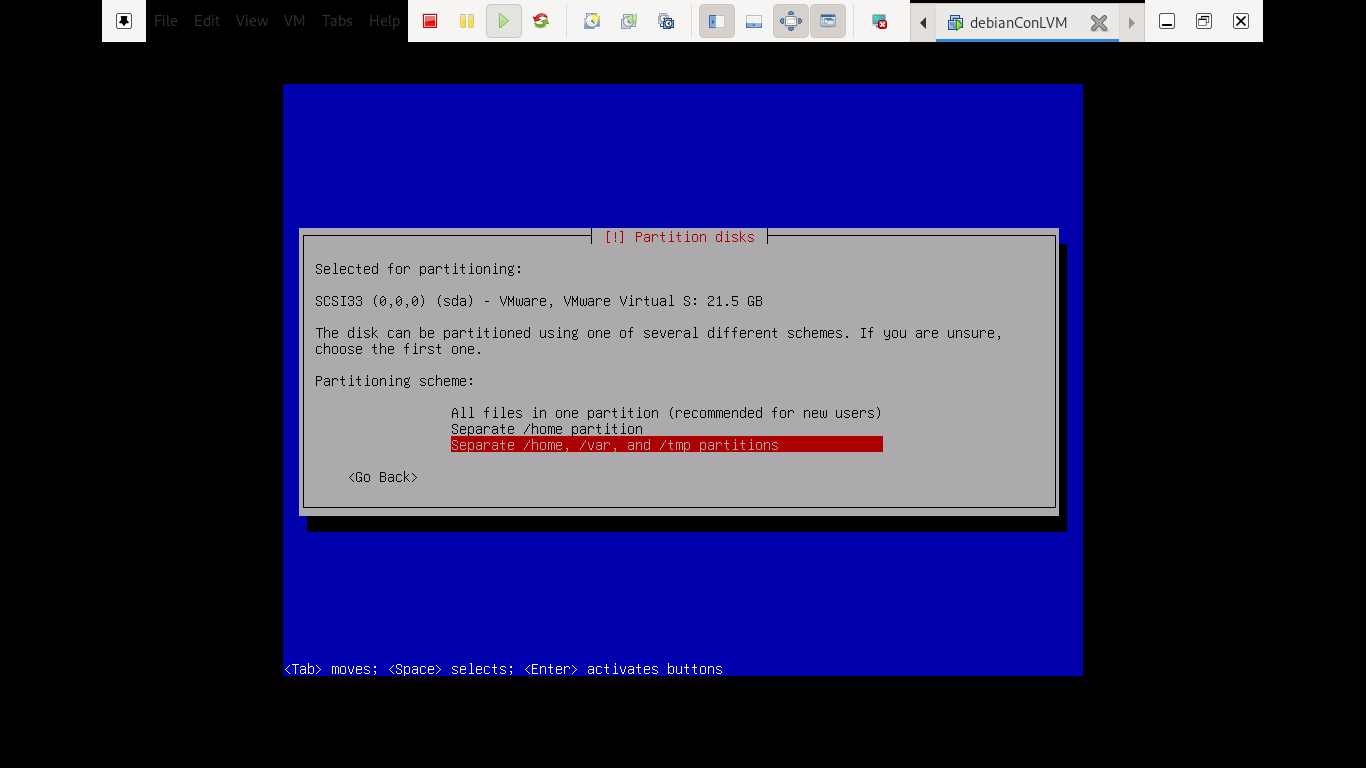 File Edit View VM Tabs Help debianConLVM
[!] Partition disks
Selected for partitioning:
SCSI33 (0,0,0) (sda) - VMware, VMware Virtual S: 21.5 GB
The disk can be partitioned using one of several different schemes. If you are unsure,
choose the first one.
Partitioning scheme:
All files in one partition (recommended for new users)
Separate /home partition
Separate /home, /var, and /tmp partitions
<Go Back>
<Tab> moves; <Space> selects; <Enter> activates buttons